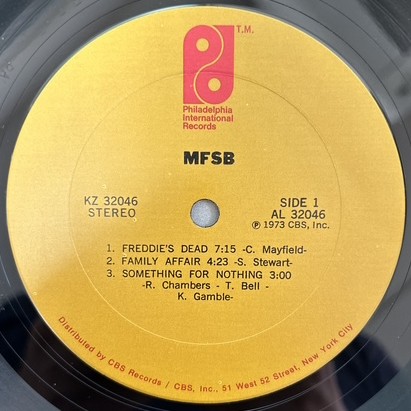 T.M.
Philadelphia
International
Records
MFSB
KZ 32046
STEREO
SIDE 1
AL 32046
Ⓟ 1973 CBS, Inc.
1. FREDDIE'S DEAD 7:15 -C. Mayfield-
2. FAMILY AFFAIR 4:23 -S. Stewart-
3. SOMETHING FOR NOTHING 3:00
-R. Chambers - T. Bell -
K. Gamble-
Distributed by CBS Records / CBS, Inc., 51 West 52 Street, New York City